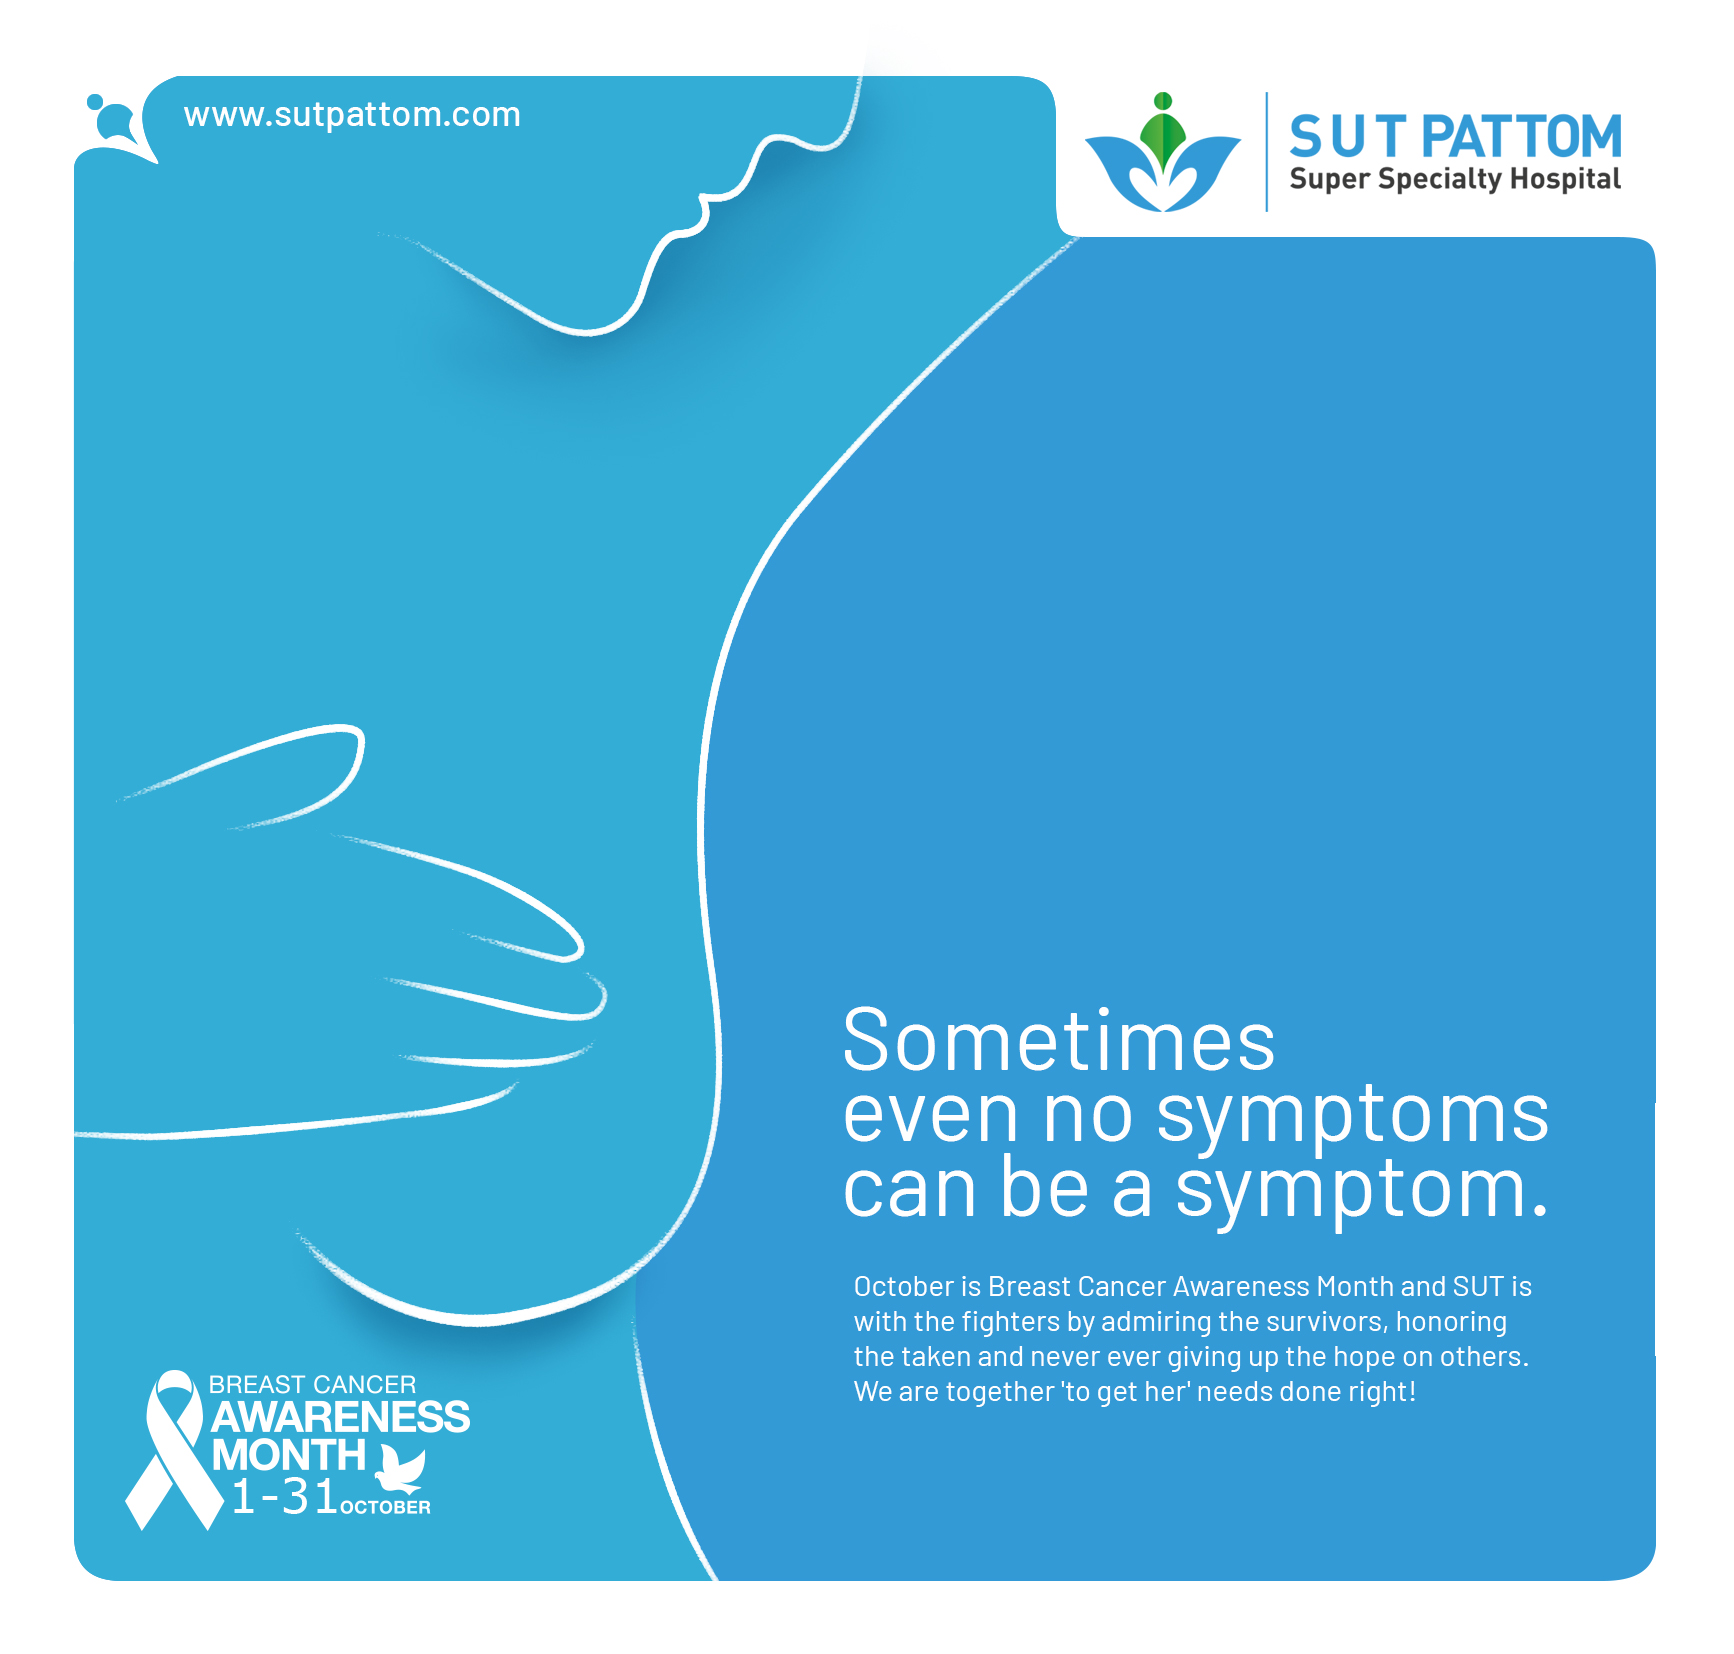 www.sutpattom.com
SUT PATTOM
Super Specialty Hospital
Sometimes
even no symptoms
can be a symptom.
October is Breast Cancer Awareness Month and SUT is
with the fighters by admiring the survivors, honoring
the taken and never ever giving up the hope on others.
We are together 'to get her' needs done right!
BREAST CANCER
AWARENESS
MONTH
1-31 OCTOBER